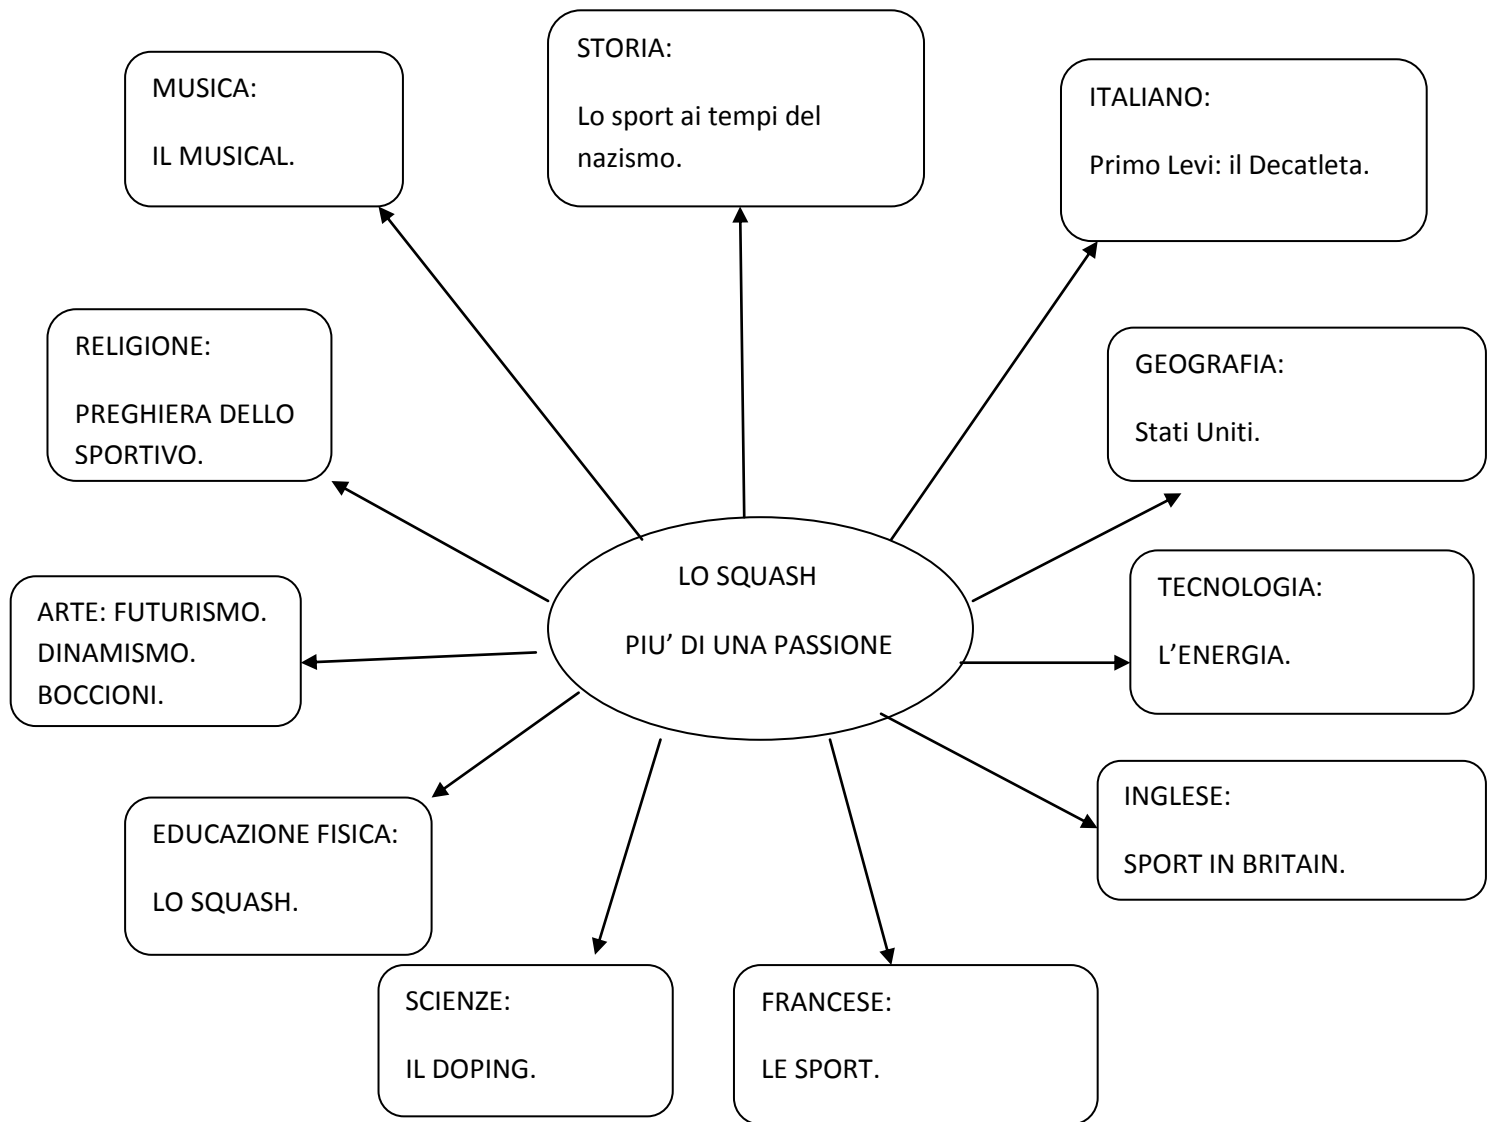 MUSICA:
IL MUSICAL.
STORIA:
Lo sport ai tempi del
nazismo.
ITALIANO:
Primo Levi: il Decatleta.
RELIGIONE:
PREGHIERA DELLO
SPORTIVO.
GEOGRAFIA:
Stati Uniti.
LO SQUASH
PIU’ DI UNA PASSIONE
ARTE: FUTURISMO.
DINAMISMO.
BOCCIONI.
TECNOLOGIA:
L’ENERGIA.
EDUCAZIONE FISICA:
LO SQUASH.
INGLESE:
SPORT IN BRITAIN.
SCIENZE:
IL DOPING.
FRANCESE:
LE SPORT.